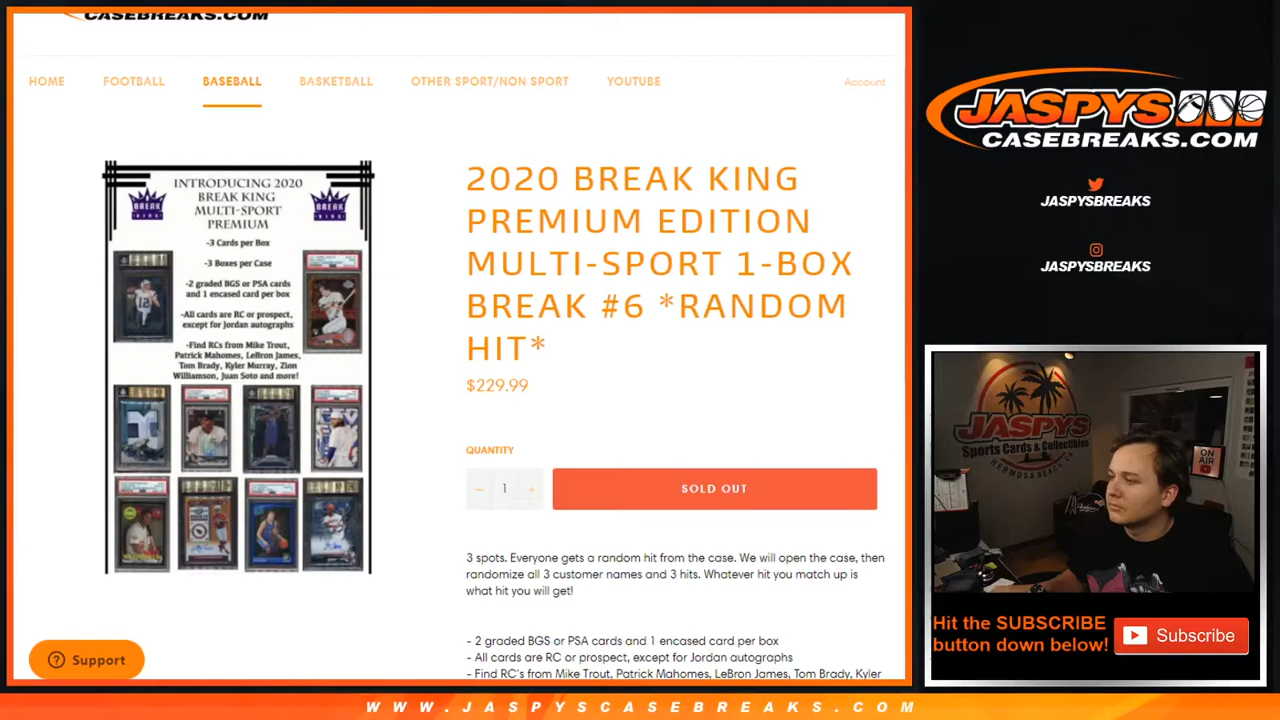 CASEBREAKS.COM
HOME FOOTBALL BASEBALL BASKETBALL OTHER SPORT/NON SPORT YOUTUBE Account
INTRODUCING 2020
BREAK KING
MULTI-SPORT
PREMIUM
BREAK
KING
BREAK
KING
-3 Cards per Box
-3 Boxes per Case
-2 graded BGS or PSA cards
and 1 encased card per box
-All cards are RC or prospect,
except for Jordan autographs
-Find RCs from Mike Trout,
Patrick Mahomes, LeBron James,
Tom Brady, Kyler Murray, Zion
Williamson, Juan Soto and more!
2020 BREAK KING
PREMIUM EDITION
MULTI-SPORT 1-BOX
BREAK #6 *RANDOM
HIT*
$229.99
QUANTITY
− 1 +
SOLD OUT
3 spots. Everyone gets a random hit from the case. We will open the case, then
randomize all 3 customer names and 3 hits. Whatever hit you match up is
what hit you will get!
- 2 graded BGS or PSA cards and 1 encased card per box
- All cards are RC or prospect, except for Jordan autographs
- Find RC's from Mike Trout, Patrick Mahomes, LeBron James, Tom Brady, Kyler
Support
JASPYS
CASEBREAKS.COM
JASPYSBREAKS
JASPYSBREAKS
JASPYS
Sports Cards & Collectibles
HERMOSA BEACH CA
ON
AIR
Hit the SUBSCRIBE
button down below!
Subscribe
WWW.JASPYSCASEBREAKS.COM